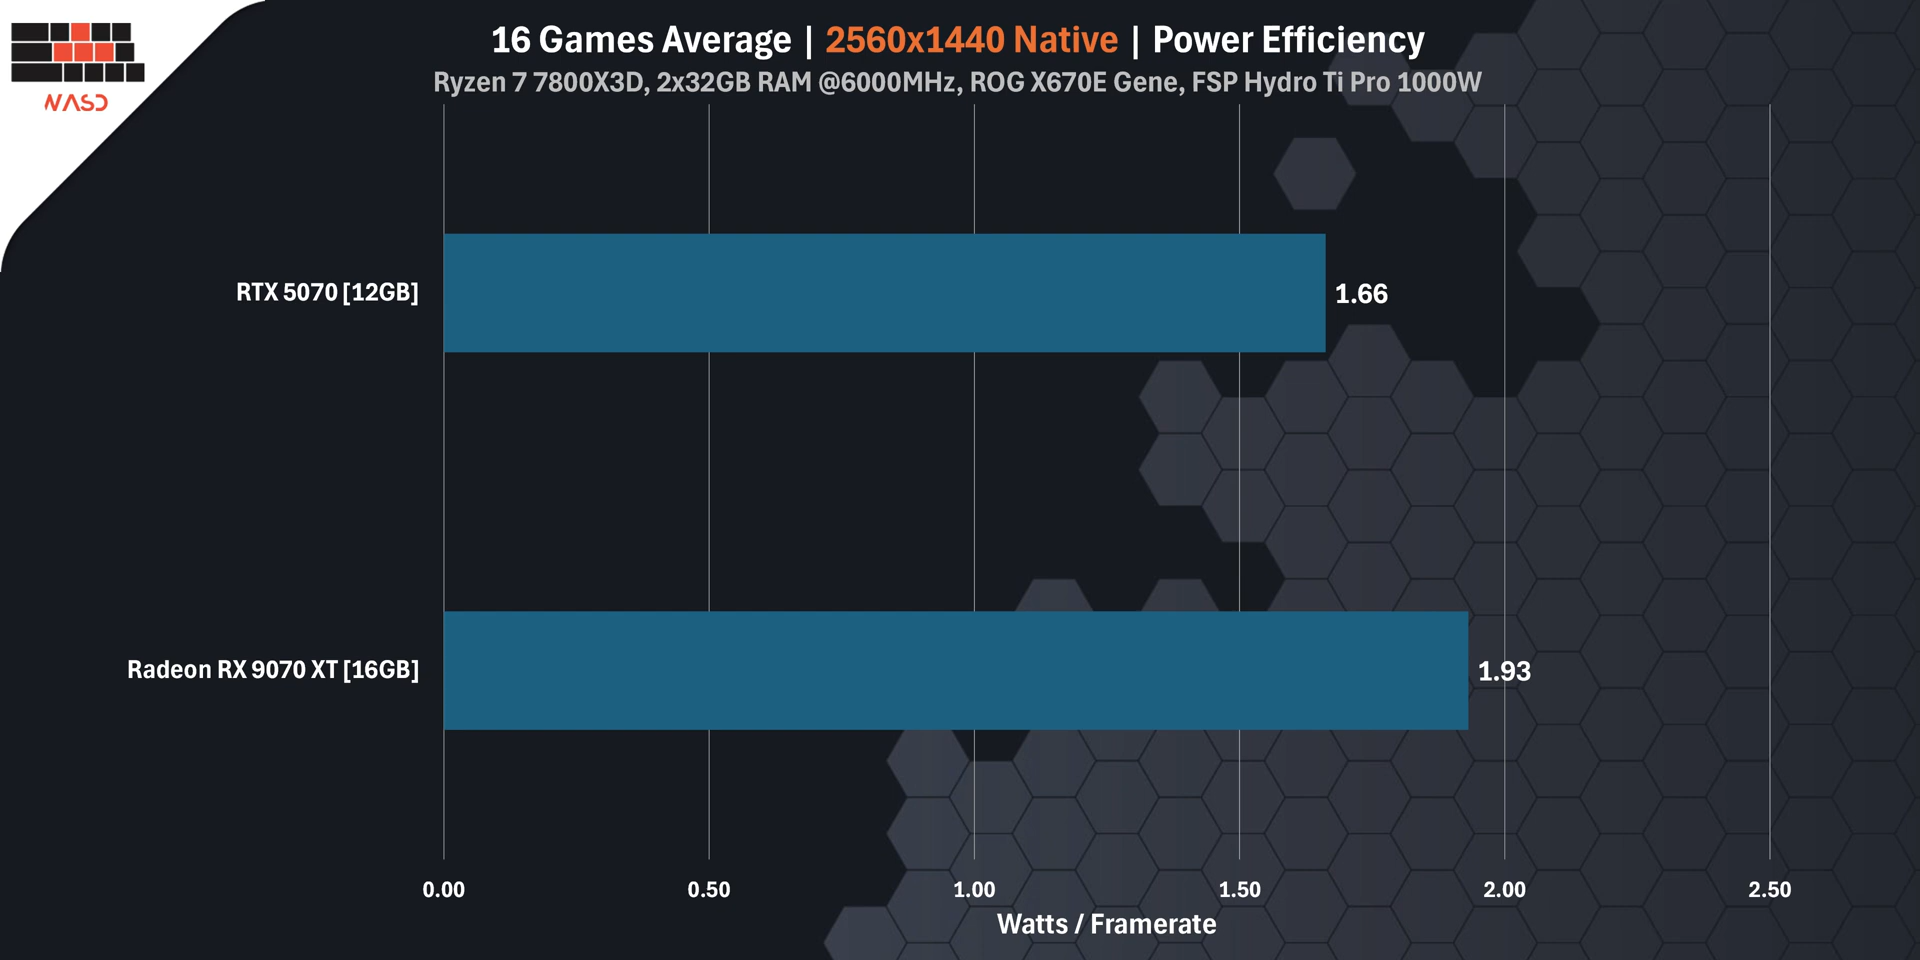 WASD
16 Games Average | 2560x1440 Native | Power Efficiency
Ryzen 7 7800X3D, 2x32GB RAM @6000MHz, ROG X670E Gene, FSP Hydro Ti Pro 1000W
RTX 5070 [12GB]
1.66
Radeon RX 9070 XT [16GB]
1.93
0.00 0.50 1.00 1.50 2.00 2.50
Watts / Framerate